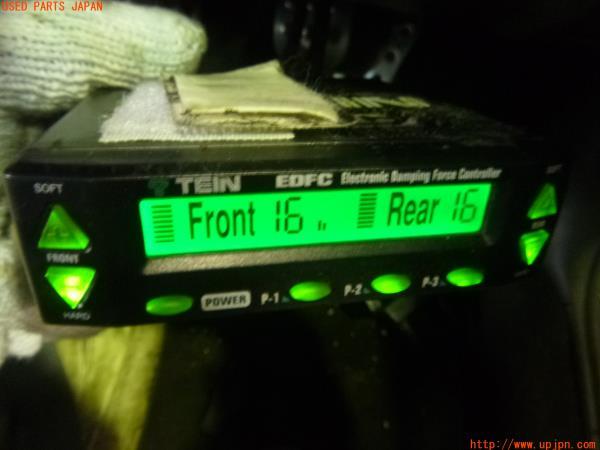 USED PARTS JAPAN
SOFT
TEIN EDFC Electronic Damping Force Controller
Front 16 Rear 16
FRONT
HARD
POWER P-1 P-2 P-3
http://www.upjpn.com